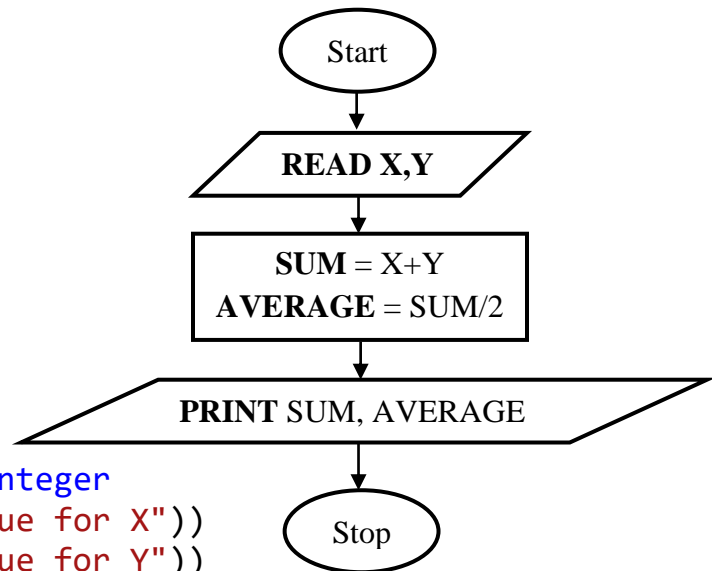 Start
READ X,Y
SUM = X+Y
AVERAGE = SUM/2
PRINT SUM, AVERAGE
nteger
ue for X"))
Stop
ue for Y"))